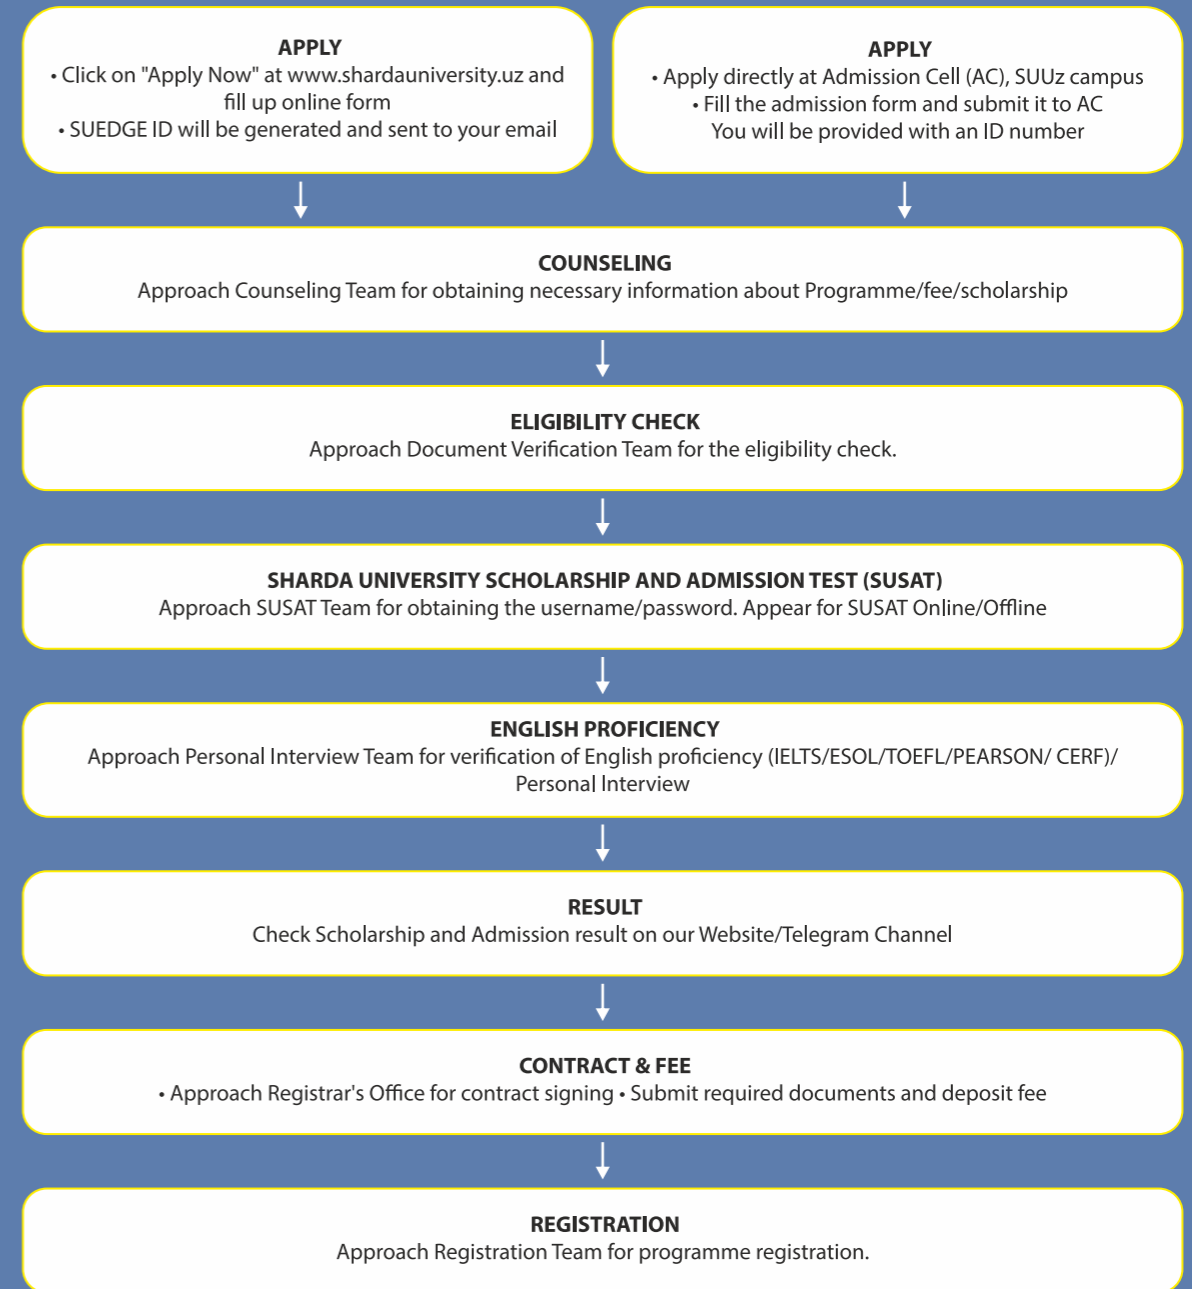 APPLY
• Click on "Apply Now" at www.shardauniversity.uz and
fill up online form
• SUEDGE ID will be generated and sent to your email
APPLY
• Apply directly at Admission Cell (AC), SUUz campus
• Fill the admission form and submit it to AC
You will be provided with an ID number
COUNSELING
Approach Counseling Team for obtaining necessary information about Programme/fee/scholarship
ELIGIBILITY CHECK
Approach Document Verification Team for the eligibility check.
SHARDA UNIVERSITY SCHOLARSHIP AND ADMISSION TEST (SUSAT)
Approach SUSAT Team for obtaining the username/password. Appear for SUSAT Online/Offline
ENGLISH PROFICIENCY
Approach Personal Interview Team for verification of English proficiency (IELTS/ESOL/TOEFL/PEARSON/ CERF)/
Personal Interview
RESULT
Check Scholarship and Admission result on our Website/Telegram Channel
CONTRACT & FEE
• Approach Registrar's Office for contract signing • Submit required documents and deposit fee
REGISTRATION
Approach Registration Team for programme registration.